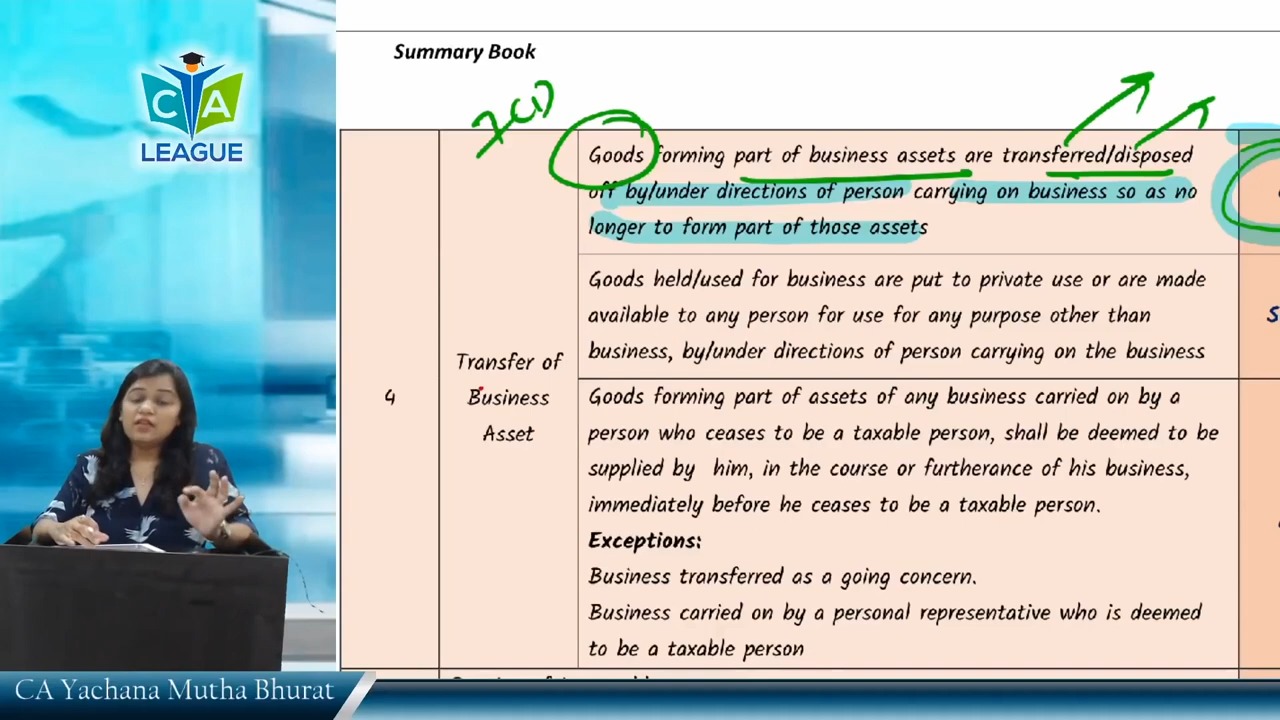 Summary Book
CA
LEAGUE
7(1)
Goods forming part of business assets are transferred/disposed
off by/under directions of person carrying on business so as no
longer to form part of those assets
Goods held/used for business are put to private use or are made
available to any person for use for any purpose other than
business, by/under directions of person carrying on the business
4
Transfer of
Business
Asset
Goods forming part of assets of any business carried on by a
person who ceases to be a taxable person, shall be deemed to be
supplied by him, in the course or furtherance of his business,
immediately before he ceases to be a taxable person.
Exceptions:
Business transferred as a going concern.
Business carried on by a personal representative who is deemed
to be a taxable person
CA Yachana Mutha Bhurat